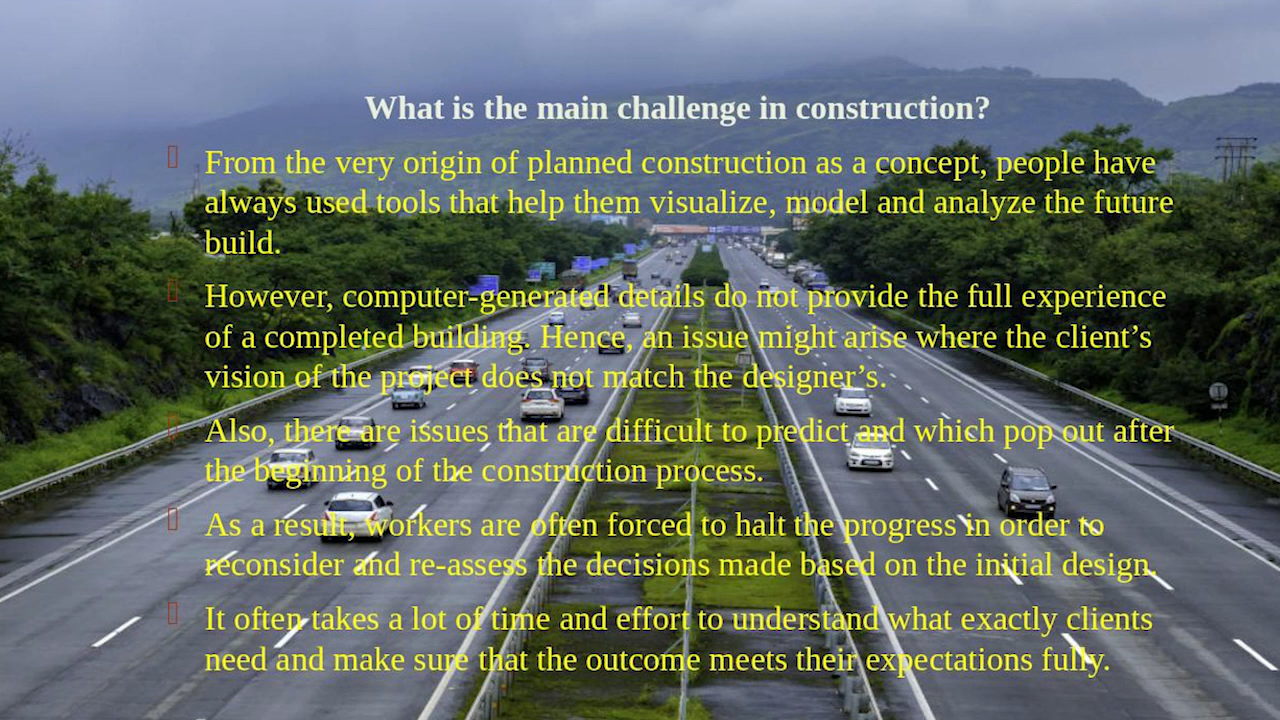 What is the main challenge in construction?
From the very origin of planned construction as a concept, people have
always used tools that help them visualize, model and analyze the future
build.
However, computer-generated details do not provide the full experience
of a completed building. Hence, an issue might arise where the client’s
vision of the project does not match the designer’s.
Also, there are issues that are difficult to predict and which pop out after
the beginning of the construction process.
As a result, workers are often forced to halt the progress in order to
reconsider and re-assess the decisions made based on the initial design.
It often takes a lot of time and effort to understand what exactly clients
need and make sure that the outcome meets their expectations fully.